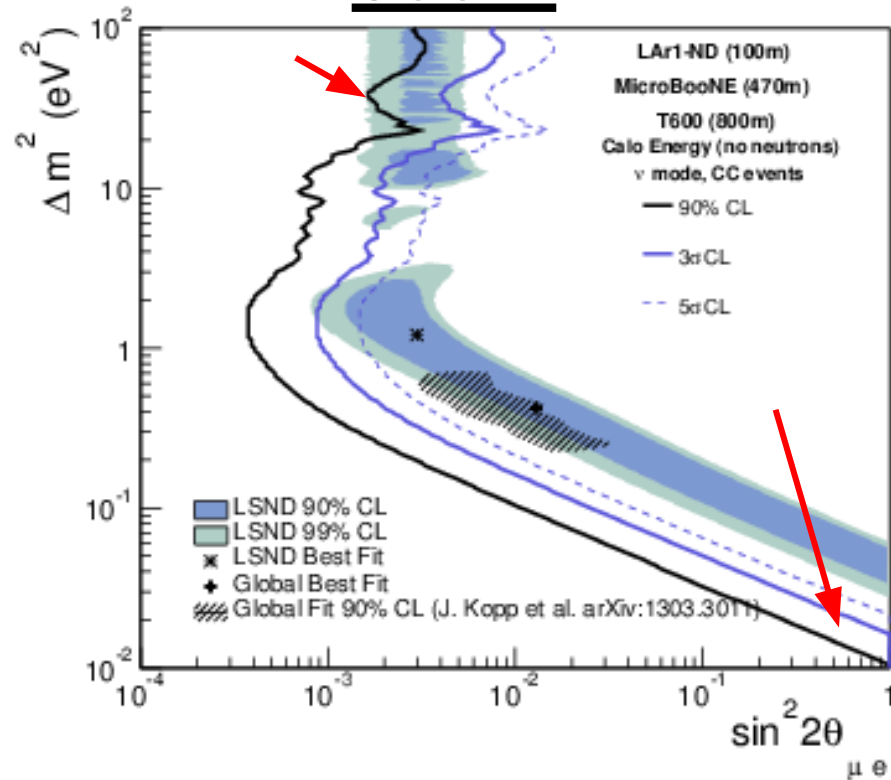 10²
LAr1-ND (100m)
MicroBooNE (470m)
T600 (800m)
Calo Energy (no neutrons)
ν mode, CC events
90% CL
3σ CL
5σ CL
Δm² (eV²)
10
1
10⁻¹
10⁻²
LSND 90% CL
LSND 99% CL
LSND Best Fit
Global Best Fit
Global Fit 90% CL (J. Kopp et al. arXiv:1303.3011)
10⁻⁴ 10⁻³ 10⁻² 10⁻¹ 1
sin²2θ
μ e